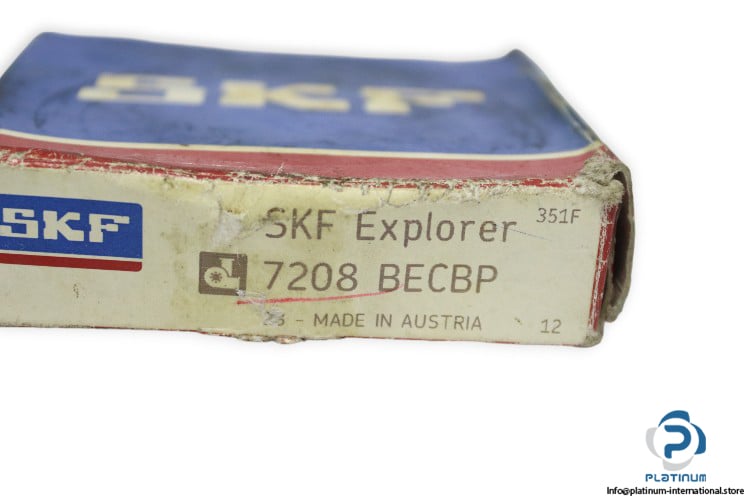 SKF
SKF
SKF Explorer
351F
7208 BECBP
- MADE IN AUSTRIA
12
PLATINUM
Info@platinum-international.store